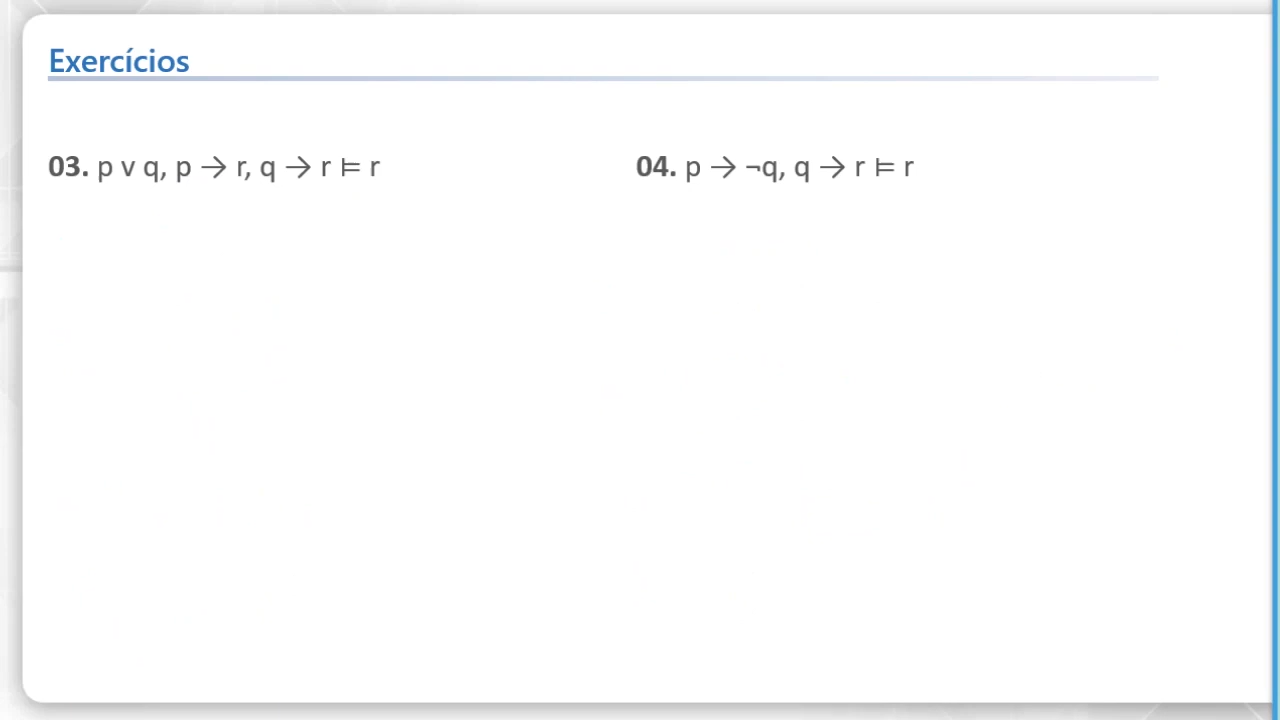 Exercícios
03. p v q, p → r, q → r ⊨ r
04. p → ¬q, q → r ⊨ r